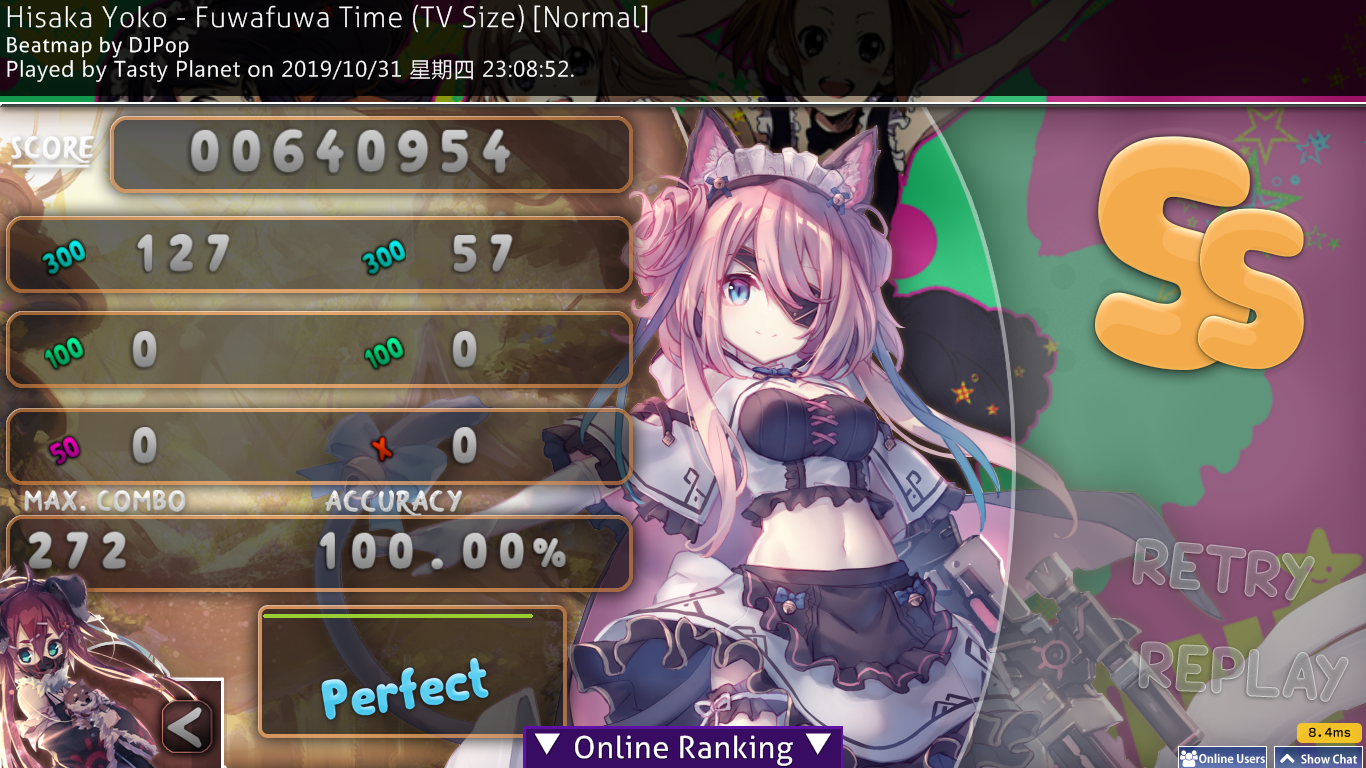 Hisaka Yoko - Fuwafuwa Time (TV Size) [Normal]
Beatmap by DJPop
Played by Tasty Planet on 2019/10/31 星期四 23:08:52.
SCORE 00640954
300 127 300 57
100 0 100 0
50 0 X 0
MAX. COMBO ACCURACY
272 100.00%
Perfect
SS
RETRY
REPLAY
<
▼ Online Ranking ▼
8.4ms
Online Users Show Chat